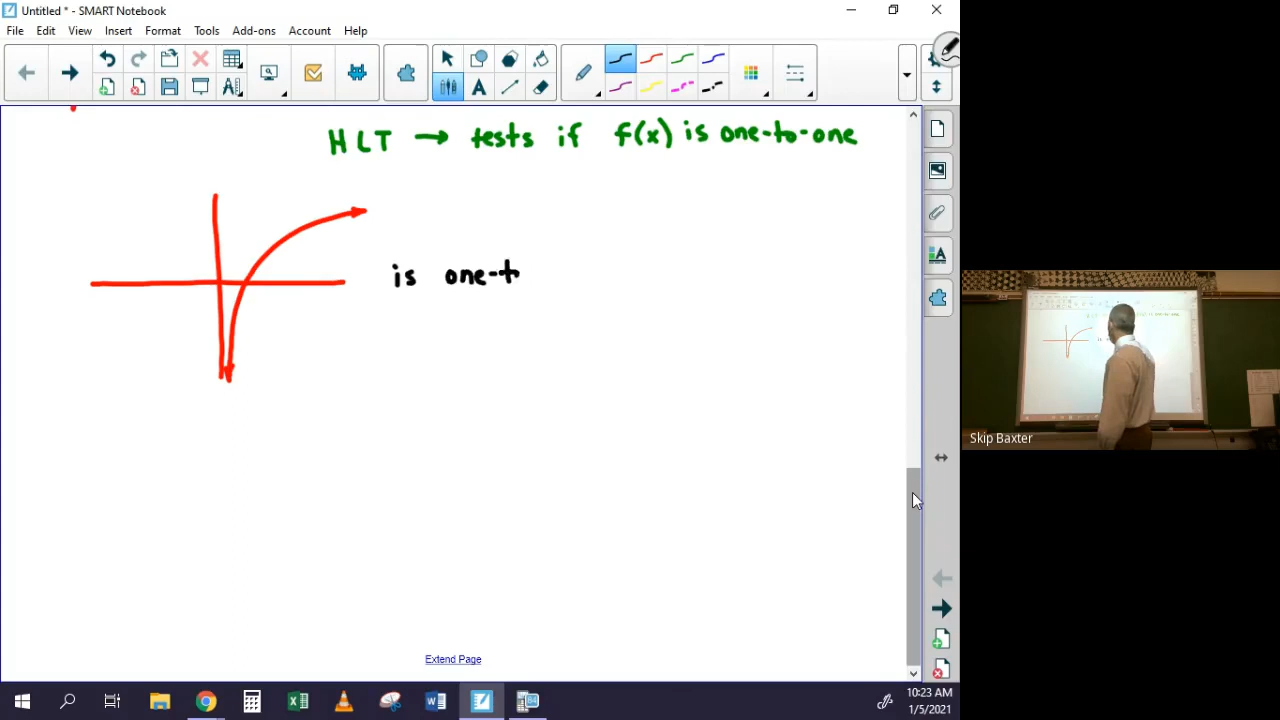 Untitled * - SMART Notebook
File Edit View Insert Format Tools Add-ons Account Help
HLT → tests if f(x) is one-to-one
is one-t
Skip Baxter
Extend Page
10:23 AM
1/5/2021